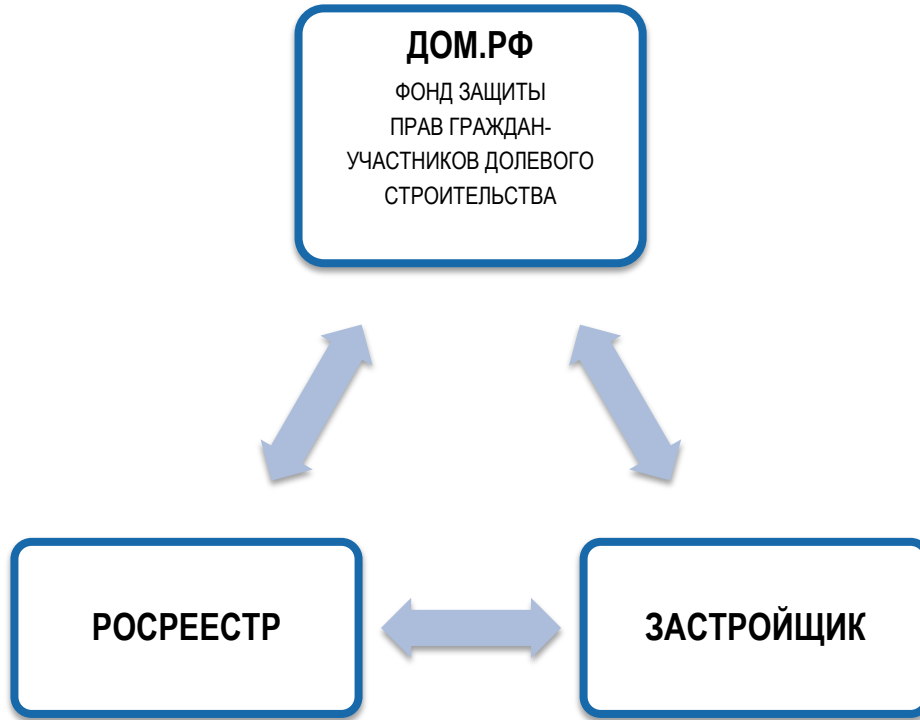 ДОМ.РФ
ФОНД ЗАЩИТЫ
ПРАВ ГРАЖДАН-
УЧАСТНИКОВ ДОЛЕВОГО
СТРОИТЕЛЬСТВА
РОСРЕЕСТР
ЗАСТРОЙЩИК